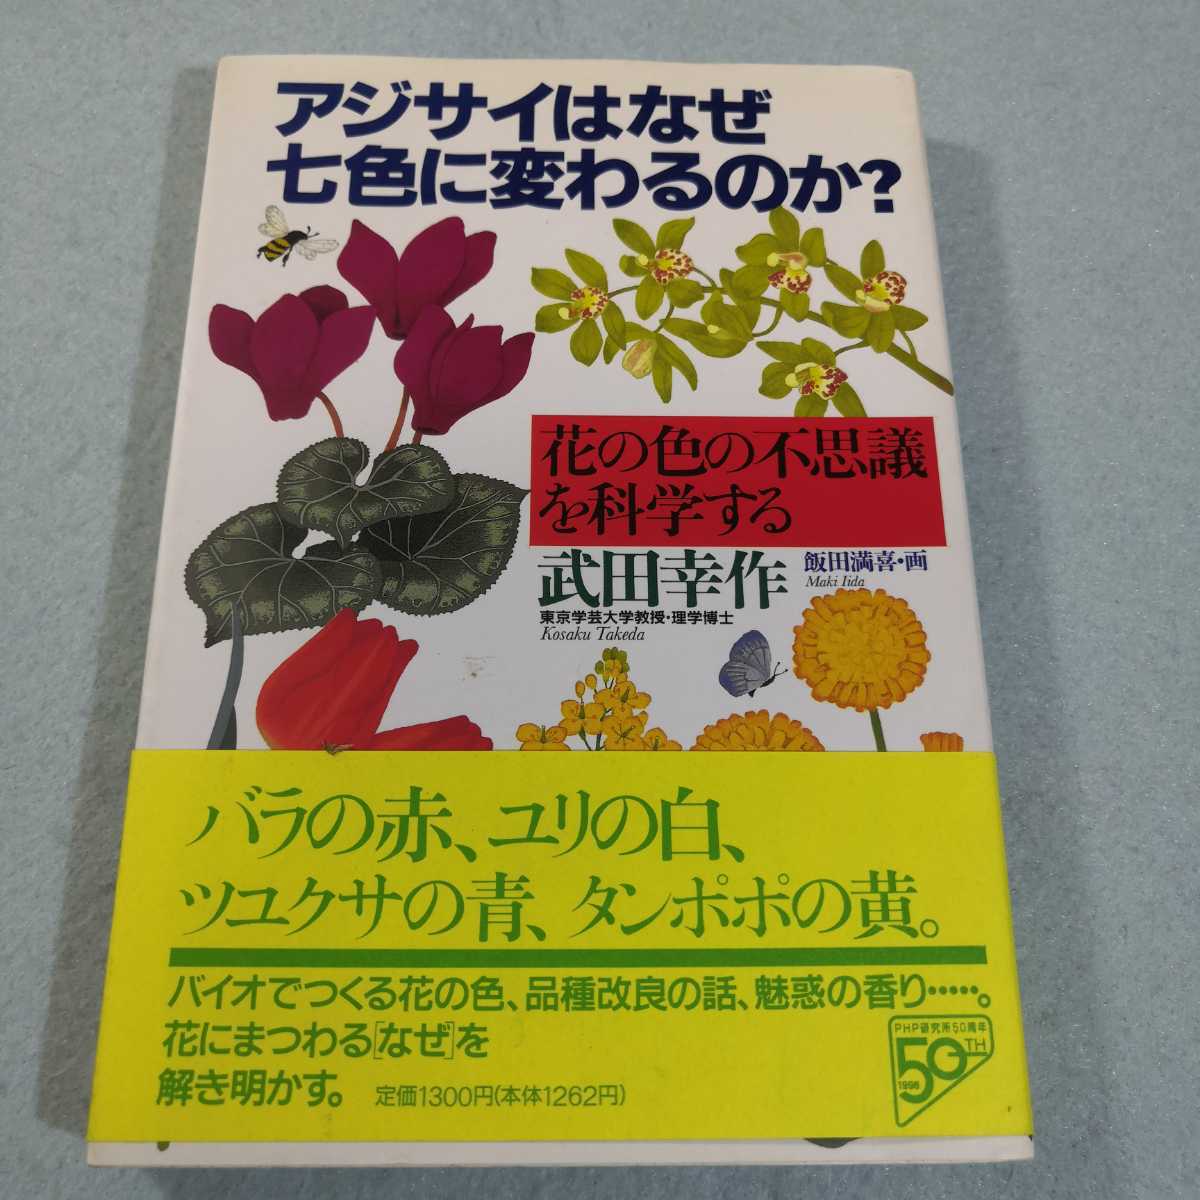 アジサイはなぜ
七色に変わるのか?
花の色の不思議
を科学する
武田幸作
飯田満喜・画
Maki Iida
東京学芸大学教授・理学博士
Kosaku Takeda
バラの赤、ユリの白、
ツユクサの青、タンポポの黄。
バイオでつくる花の色、品種改良の話、魅惑の香り……。
花にまつわる[なぜ]を
解き明かす。
定価1300円(本体1262円)
PHP研究所50周年
50TH
1996